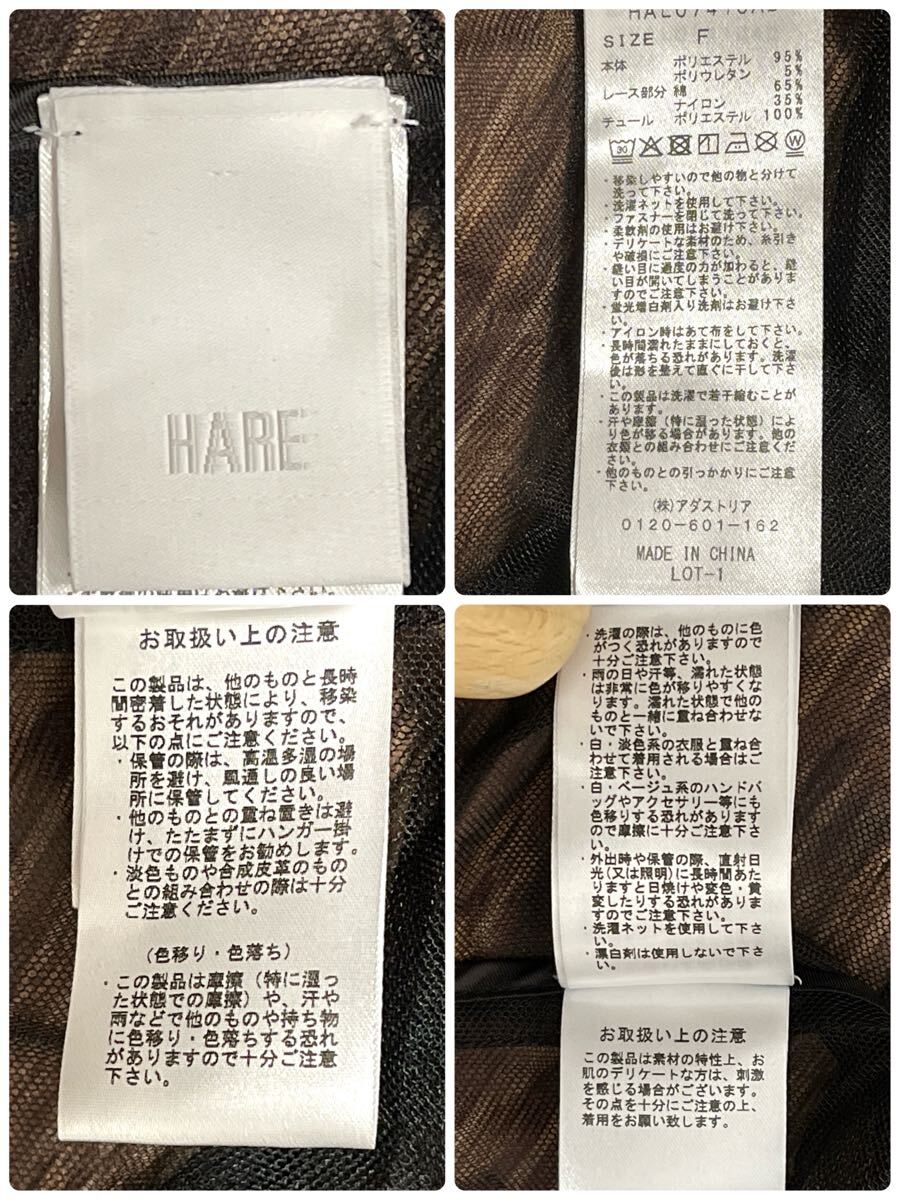 HARE
SIZE F
本体 ポリエステル 95%
ポリウレタン 5%
レース部分 綿 65%
ナイロン 35%
チュール ポリエステル 100%
30
W
・移染しやすいので他の物と分けて
洗って下さい。
・洗濯ネットを使用して下さい。
・ファスナーを閉じて洗って下さい。
・柔軟剤の使用はお避け下さい。
・デリケートな素材のため、糸引き
や破損にご注意下さい。
・縫い目に過度の力が加わると、縫
い目が開いてしまうことがありま
すのでご注意下さい。
・蛍光増白剤入り洗剤はお避け下さ
い。
・アイロン時はあて布をして下さい。
・長時間濡れたままにしておくと、
色が落ちる恐れがあります。洗濯
後は形を整えて直ぐに干して下さ
い。
・この製品は洗濯で若干縮むことが
あります。
・汗や摩擦(特に湿った状態)によ
り色が移る場合があります。他の
衣類との組み合わせにご注意くだ
さい。
・他のものとの引っかかりにご注意
下さい。
(株)アダストリア
0120-601-162
MADE IN CHINA
LOT-1
お取扱い上の注意
この製品は、他のものと長時
間密着した状態により、移染
するおそれがありますので、
以下の点にご注意ください。
・保管の際は、高温多湿の場
所を避け、風通しの良い場
所に保管してください。
・他のものとの重ね置きは避
け、たたまずにハンガー掛
けでの保管をお勧めします。
・淡色ものや合成皮革のもの
との組み合わせの際は十分
ご注意ください。
(色移り・色落ち)
・この製品は摩擦(特に湿っ
た状態での摩擦)や、汗や
雨などで他のものや持ち物
に色移り・色落ちする恐れ
がありますので十分ご注意
下さい。
・洗濯の際は、他のものに色
がつく恐れがありますので
十分ご注意下さい。
・雨の日や汗等、濡れた状態
は非常に色が移りやすくな
ります。濡れた状態で他の
ものと一緒に重ね合わせな
いで下さい。
・白・淡色系の衣服と重ね合
わせて着用される場合はご
注意下さい。
・白・ベージュ系のハンドバ
ッグやアクセサリー等にも
色移りする恐れがあります
ので摩擦に十分ご注意下さ
い。
・外出時や保管の際、直射日
光(又は照明)に長時間あた
りますと日焼けや変色・黄
変したりする恐れがありま
すのでご注意下さい。
・洗濯ネットを使用して下さ
い。
・漂白剤は使用しないで下さ
い。
お取扱い上の注意
この製品は素材の特性上、お
肌のデリケートな方は、刺激
を感じる場合がございます。
その点を十分にご注意の上、
着用をお願い致します。